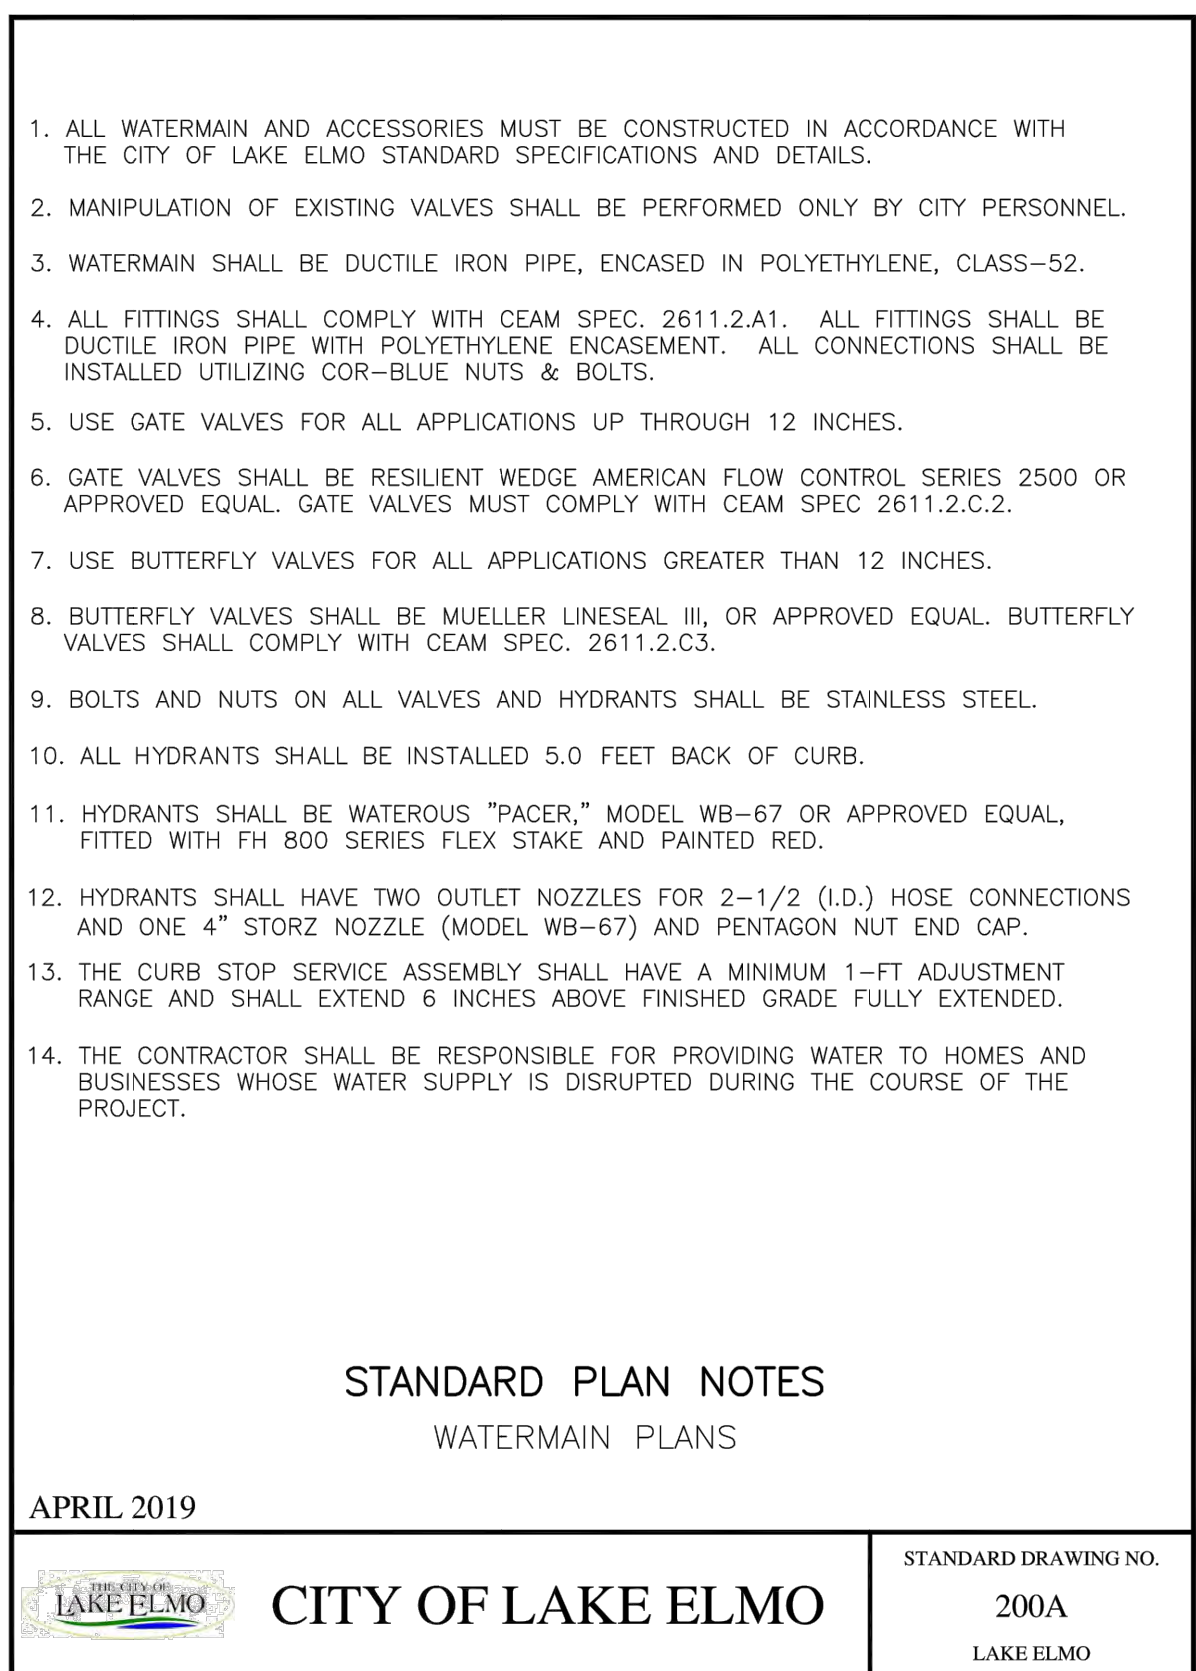 1. ALL WATERMAIN AND ACCESSORIES MUST BE CONSTRUCTED IN ACCORDANCE WITH
THE CITY OF LAKE ELMO STANDARD SPECIFICATIONS AND DETAILS.
2. MANIPULATION OF EXISTING VALVES SHALL BE PERFORMED ONLY BY CITY PERSONNEL.
3. WATERMAIN SHALL BE DUCTILE IRON PIPE, ENCASED IN POLYETHYLENE, CLASS-52.
4. ALL FITTINGS SHALL COMPLY WITH CEAM SPEC. 2611.2.A1. ALL FITTINGS SHALL BE
DUCTILE IRON PIPE WITH POLYETHYLENE ENCASEMENT. ALL CONNECTIONS SHALL BE
INSTALLED UTILIZING COR-BLUE NUTS & BOLTS.
5. USE GATE VALVES FOR ALL APPLICATIONS UP THROUGH 12 INCHES.
6. GATE VALVES SHALL BE RESILIENT WEDGE AMERICAN FLOW CONTROL SERIES 2500 OR
APPROVED EQUAL. GATE VALVES MUST COMPLY WITH CEAM SPEC 2611.2.C.2.
7. USE BUTTERFLY VALVES FOR ALL APPLICATIONS GREATER THAN 12 INCHES.
8. BUTTERFLY VALVES SHALL BE MUELLER LINESEAL III, OR APPROVED EQUAL. BUTTERFLY
VALVES SHALL COMPLY WITH CEAM SPEC. 2611.2.C3.
9. BOLTS AND NUTS ON ALL VALVES AND HYDRANTS SHALL BE STAINLESS STEEL.
10. ALL HYDRANTS SHALL BE INSTALLED 5.0 FEET BACK OF CURB.
11. HYDRANTS SHALL BE WATEROUS "PACER," MODEL WB-67 OR APPROVED EQUAL,
FITTED WITH FH 800 SERIES FLEX STAKE AND PAINTED RED.
12. HYDRANTS SHALL HAVE TWO OUTLET NOZZLES FOR 2-1/2 (I.D.) HOSE CONNECTIONS
AND ONE 4" STORZ NOZZLE (MODEL WB-67) AND PENTAGON NUT END CAP.
13. THE CURB STOP SERVICE ASSEMBLY SHALL HAVE A MINIMUM 1-FT ADJUSTMENT
RANGE AND SHALL EXTEND 6 INCHES ABOVE FINISHED GRADE FULLY EXTENDED.
14. THE CONTRACTOR SHALL BE RESPONSIBLE FOR PROVIDING WATER TO HOMES AND
BUSINESSES WHOSE WATER SUPPLY IS DISRUPTED DURING THE COURSE OF THE
PROJECT.
STANDARD PLAN NOTES
WATERMAIN PLANS
APRIL 2019
THE CITY OF
LAKE ELMO
CITY OF LAKE ELMO
STANDARD DRAWING NO.
200A
LAKE ELMO